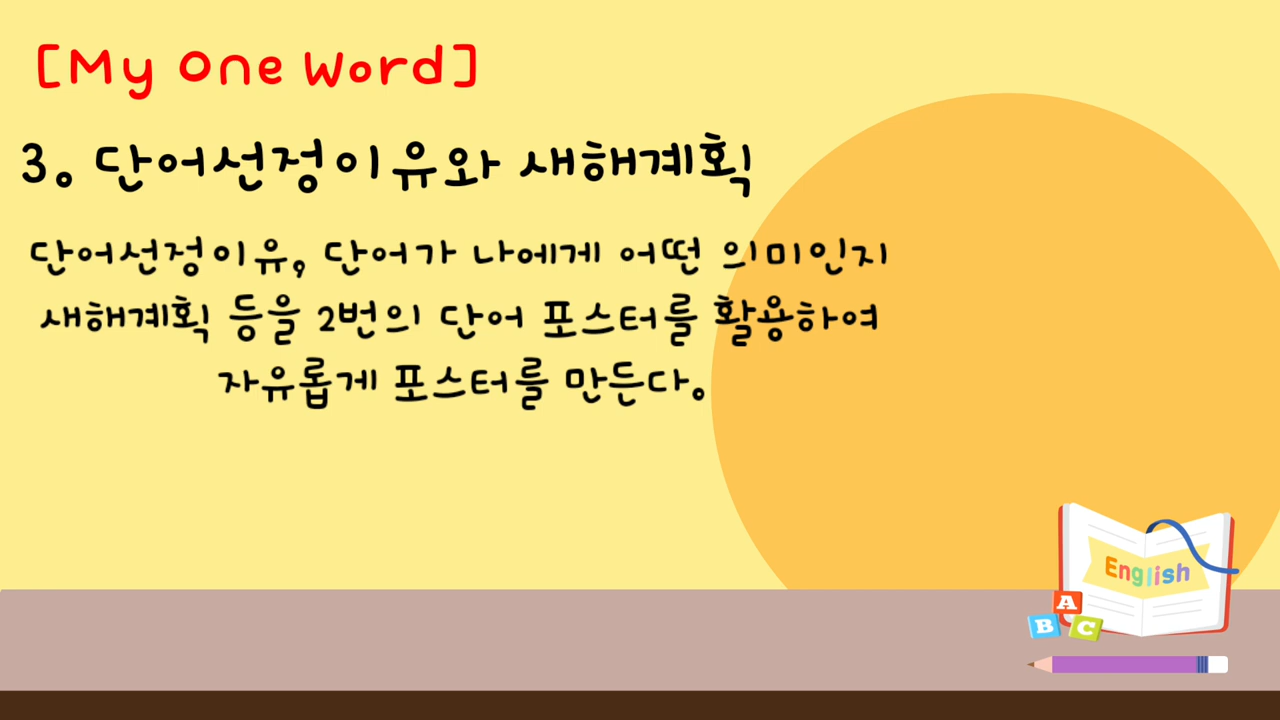 [My One Word]
3. 단어선정이유와 새해계획
단어선정이유, 단어가 나에게 어떤 의미인지
새해계획 등을 2번의 단어 포스터를 활용하여
자유롭게 포스터를 만든다.
English
A
B C